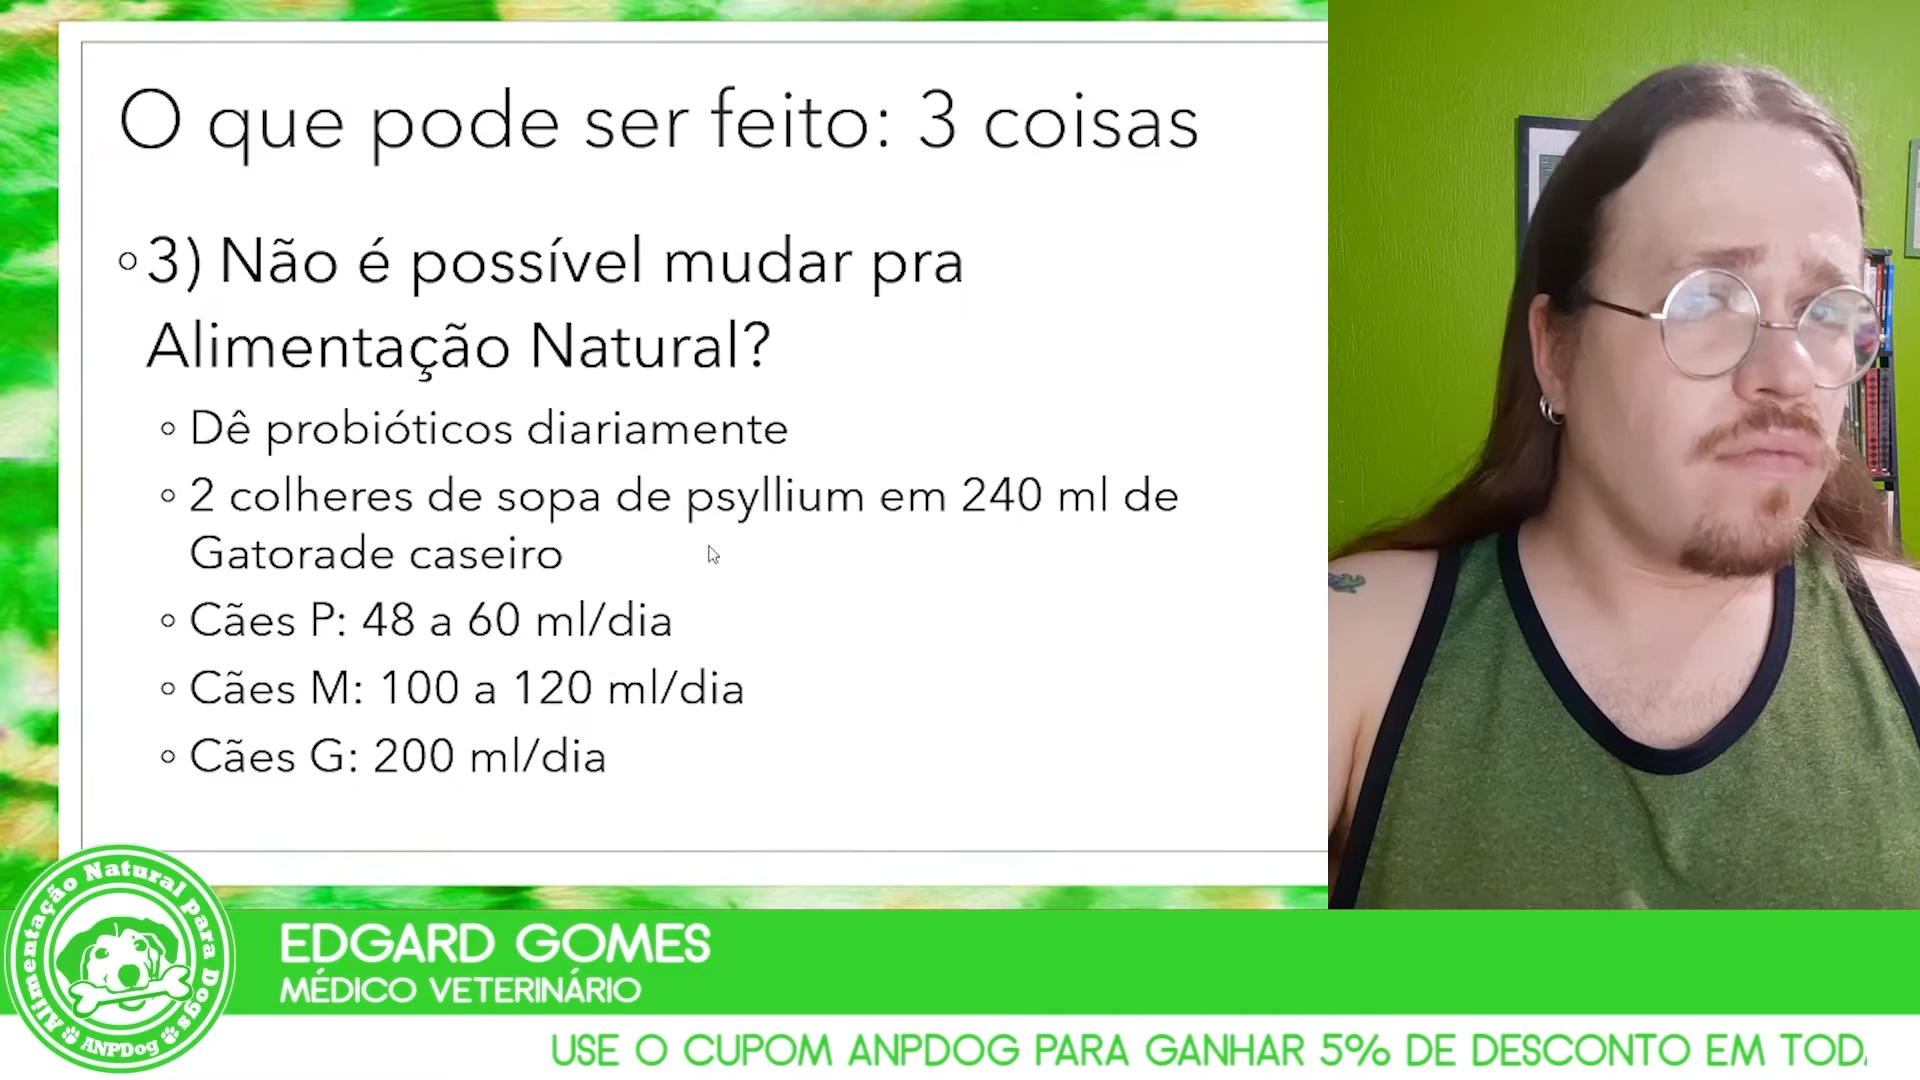 O que pode ser feito: 3 coisas
3) Não é possível mudar pra
Alimentação Natural?
Dê probióticos diariamente
2 colheres de sopa de psyllium em 240 ml de
Gatorade caseiro
Cães P: 48 a 60 ml/dia
Cães M: 100 a 120 ml/dia
Cães G: 200 ml/dia
Alimentação Natural para Dogs
ANPDog
EDGARD GOMES
MÉDICO VETERINÁRIO
USE O CUPOM ANPDOG PARA GANHAR 5% DE DESCONTO EM TOD